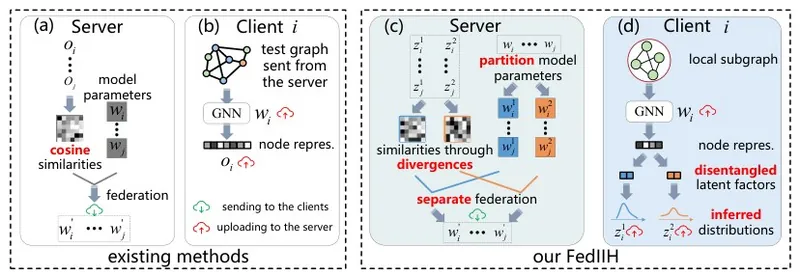 (a) Server
o_i
o_j
model
parameters
w_i
w_j
cosine
similarities
federation
w_i' ••• w_j'
(b) Client i
test graph
sent from
the server
GNN
w_i
node repres.
o_i
sending to the clients
uploading to the server
existing methods
(c) Server
z_i^1 z_i^2
z_j^1 z_j^2
w_i ••• w_j
partition model
parameters
w_i^1 w_i^2
w_j^1 w_j^2
similarities through
divergences
separate federation
w_i' ••• w_j'
(d) Client i
local subgraph
GNN
w_i
node repres.
disentangled
latent factors
inferred
distributions
z_i^1 z_i^2
our FedIIH